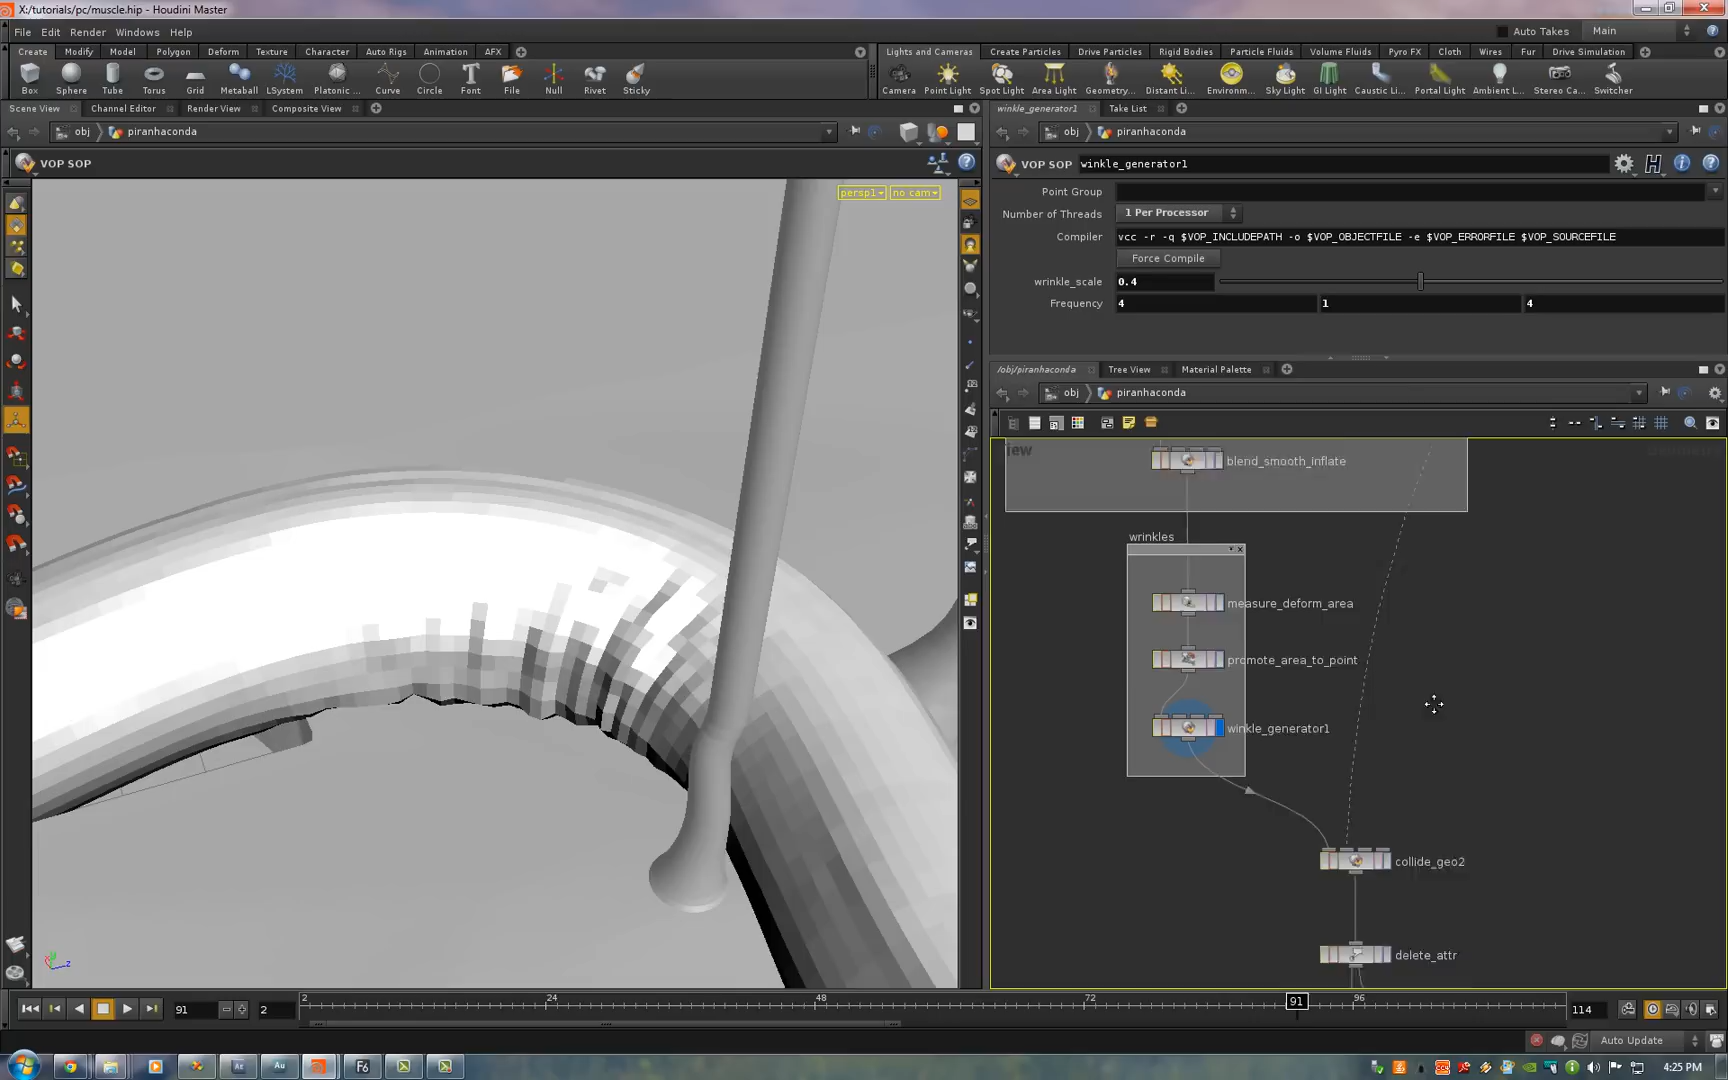 X:/tutorials/pc/muscle.hip - Houdini Master
File Edit Render Windows Help
Auto Takes Main
Create Modify Model Polygon Deform Texture Character Auto Rigs Animation AFX
Lights and Cameras Create Particles Drive Particles Rigid Bodies Particle Fluids Volume Fluids Pyro FX Cloth Wires Fur Drive Simulation
Box Sphere Tube Torus Grid Metaball LSystem Platonic ... Curve Circle Font File Null Rivet Sticky
Camera Point Light Spot Light Area Light Geometry... Distant Li... Environm... Sky Light GI Light Caustic Li... Portal Light Ambient L... Stereo Ca... Switcher
Scene View Channel Editor Render View Composite View
winkle_generator1 Take List
obj piranhaconda
obj piranhaconda
VOP SOP
VOP SOP winkle_generator1
persp1 no cam
Point Group
Number of Threads 1 Per Processor
Compiler vcc -r -q $VOP_INCLUDEPATH -o $VOP_OBJECTFILE -e $VOP_ERRORFILE $VOP_SOURCEFILE
Force Compile
wrinkle_scale 0.4
Frequency 4 1 4
/obj/piranhaconda Tree View Material Palette
obj piranhaconda
iew
blend_smooth_inflate
wrinkles
measure_deform_area
promote_area_to_point
winkle_generator1
collide_geo2
delete_attr
y z
91 2 2 24 48 72 91 96 114
Auto Update
Ae Au F6
4:25 PM